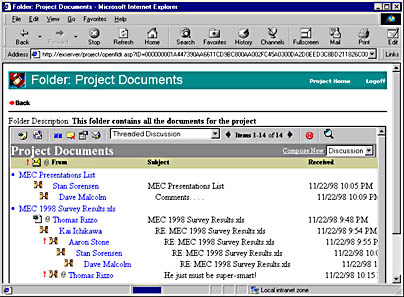 Folder: Project Documents - Microsoft Internet Explorer
File Edit View Go Favorites Help
Back Forward Stop Refresh Home Search Favorites History Channels Fullscreen Mail Print Edit
Address http://exserver/project/openfldr.asp?
Links
Folder: Project Documents
Project Home Logoff
Back
Folder Description: This folder contains all the documents for the project
Threaded Discussion Items 1-14 of 14
Project Documents Compose New Discussion
! @ From Subject Received
MEC Presentations List
Stan Sorensen MEC Presentations List 11/22/98 10:05 PM
Dave Malcolm Comments. . . . 11/22/98 10:09 PM
MEC 1998 Survey Results.xls
@ Thomas Rizzo MEC 1998 Survey Results.xls 11/22/98 9:48 PM
Kai Ichikawa RE: MEC 1998 Survey Results.xls 11/22/98 9:54 PM
! Aaron Stone RE: MEC 1998 Survey Results.xls 11/22/98 9:55 P
Stan Sorensen RE: MEC 1998 Survey Results.xls 11/22/98
Dave Malcolm RE: MEC 1998 Survey Results.xls 11/22/98 1
! @ Thomas Rizzo He just must be super-smart! 11/22/98 10:15
Local intranet zone